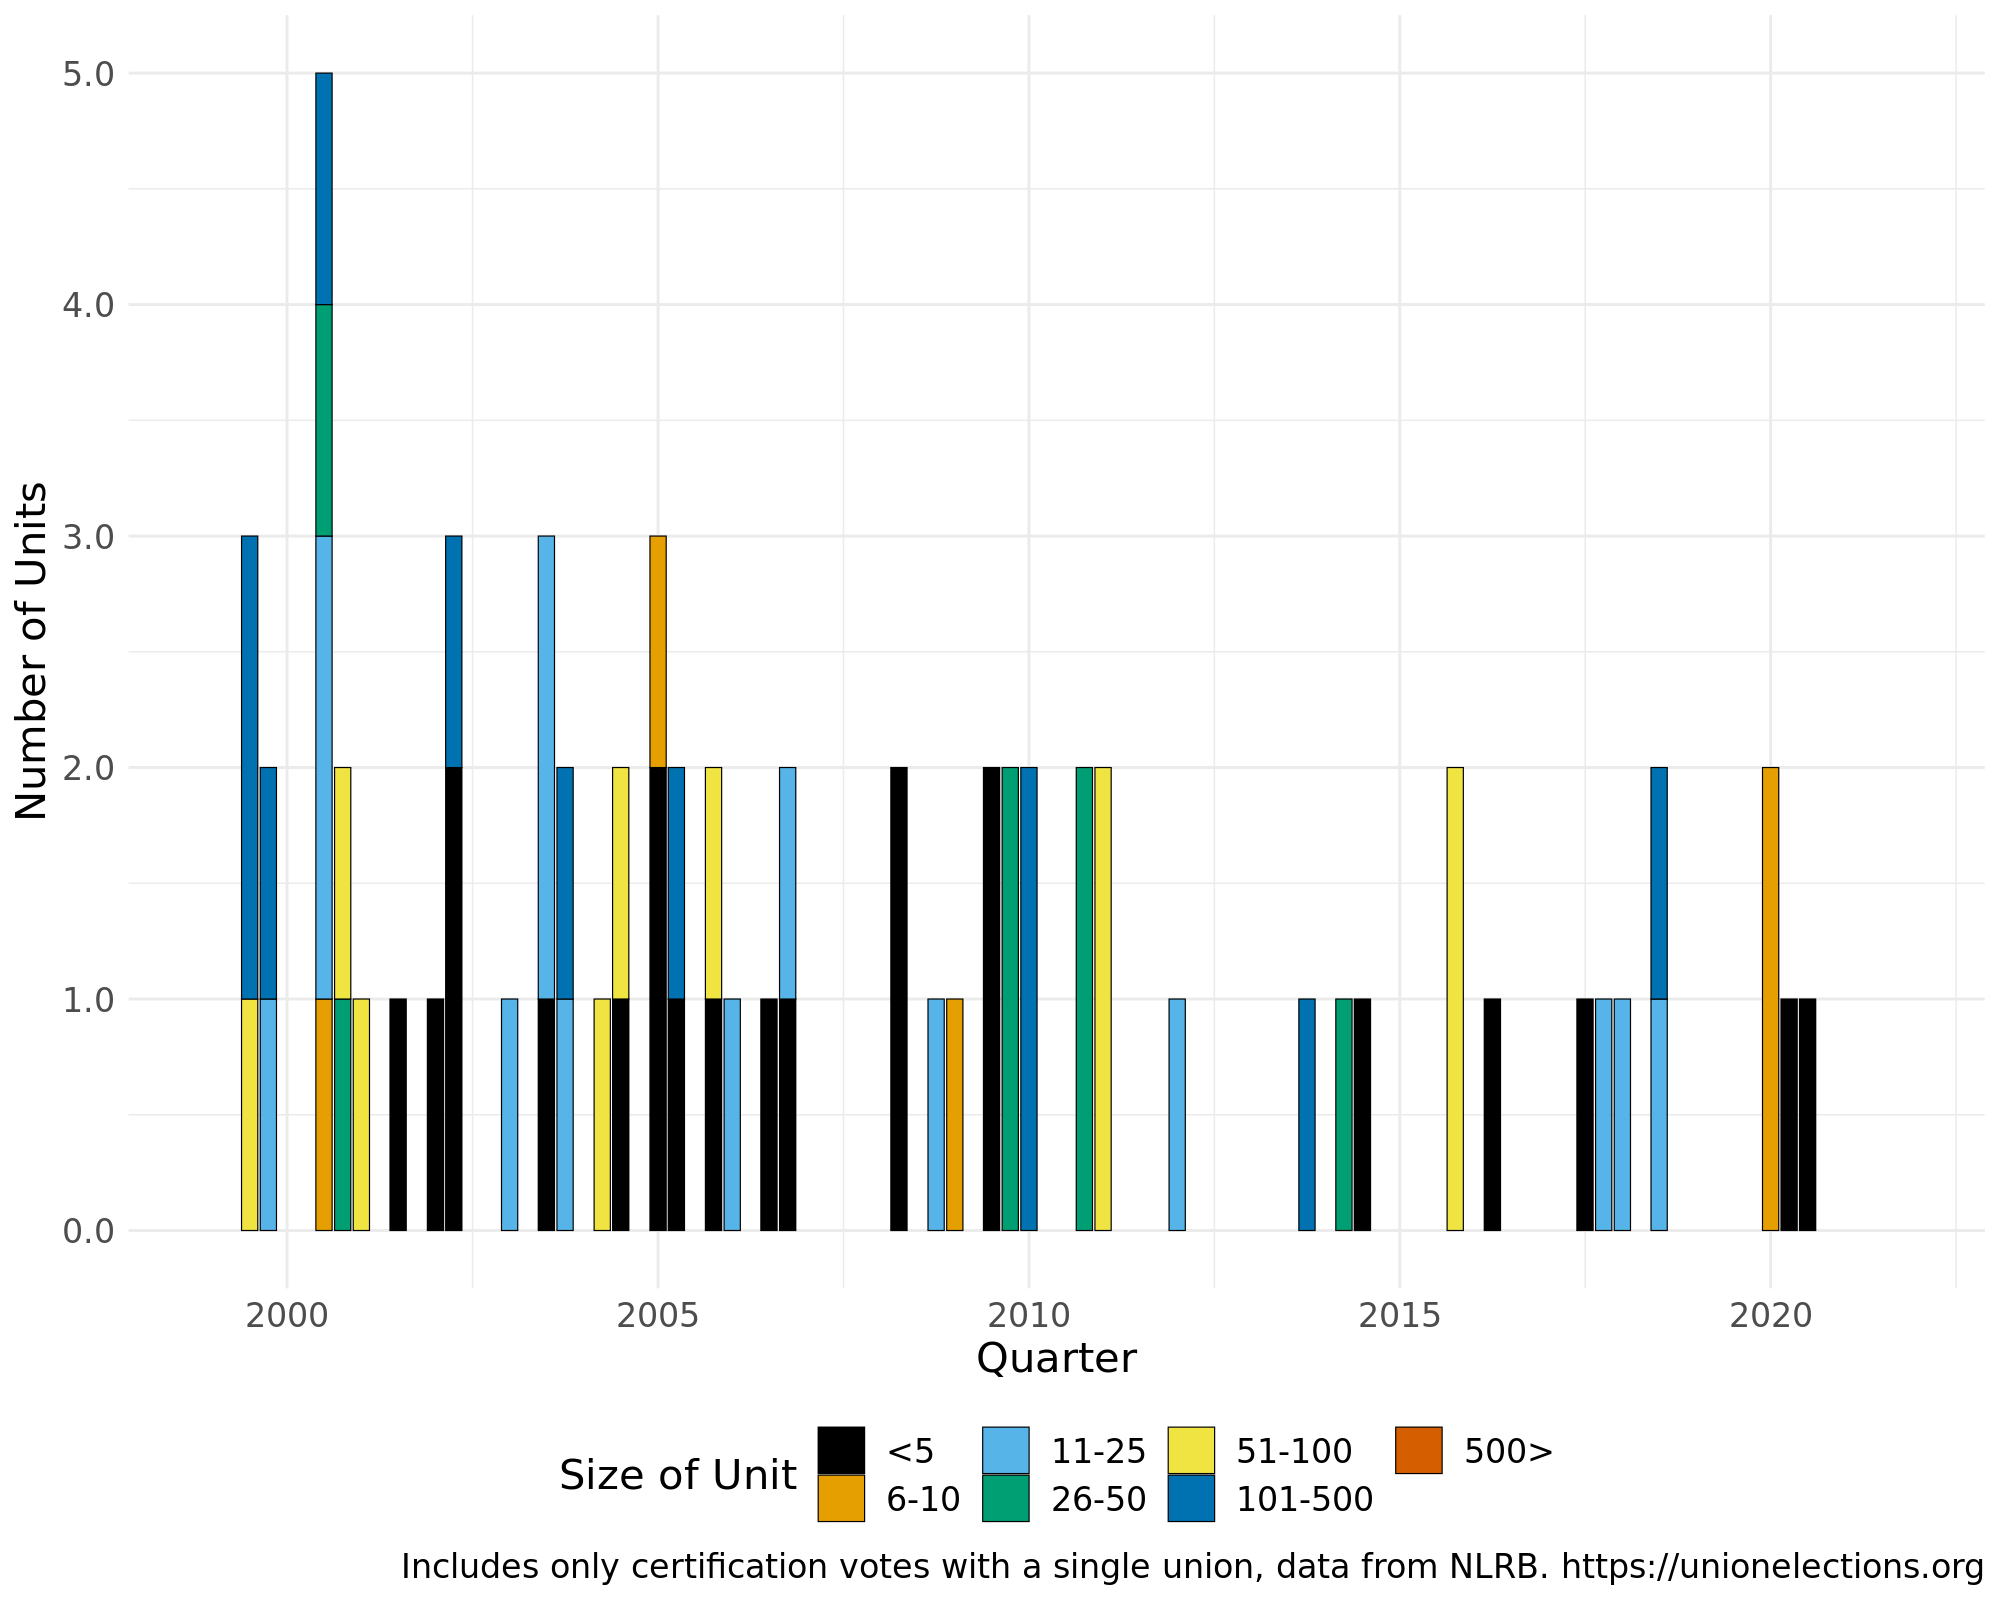 5.0
4.0
3.0
2.0
1.0
0.0
Number of Units
2000 2005 2010 2015 2020
Quarter
Size of Unit
<5 11-25 51-100 500>
6-10 26-50 101-500
Includes only certification votes with a single union, data from NLRB. https://unionelections.org